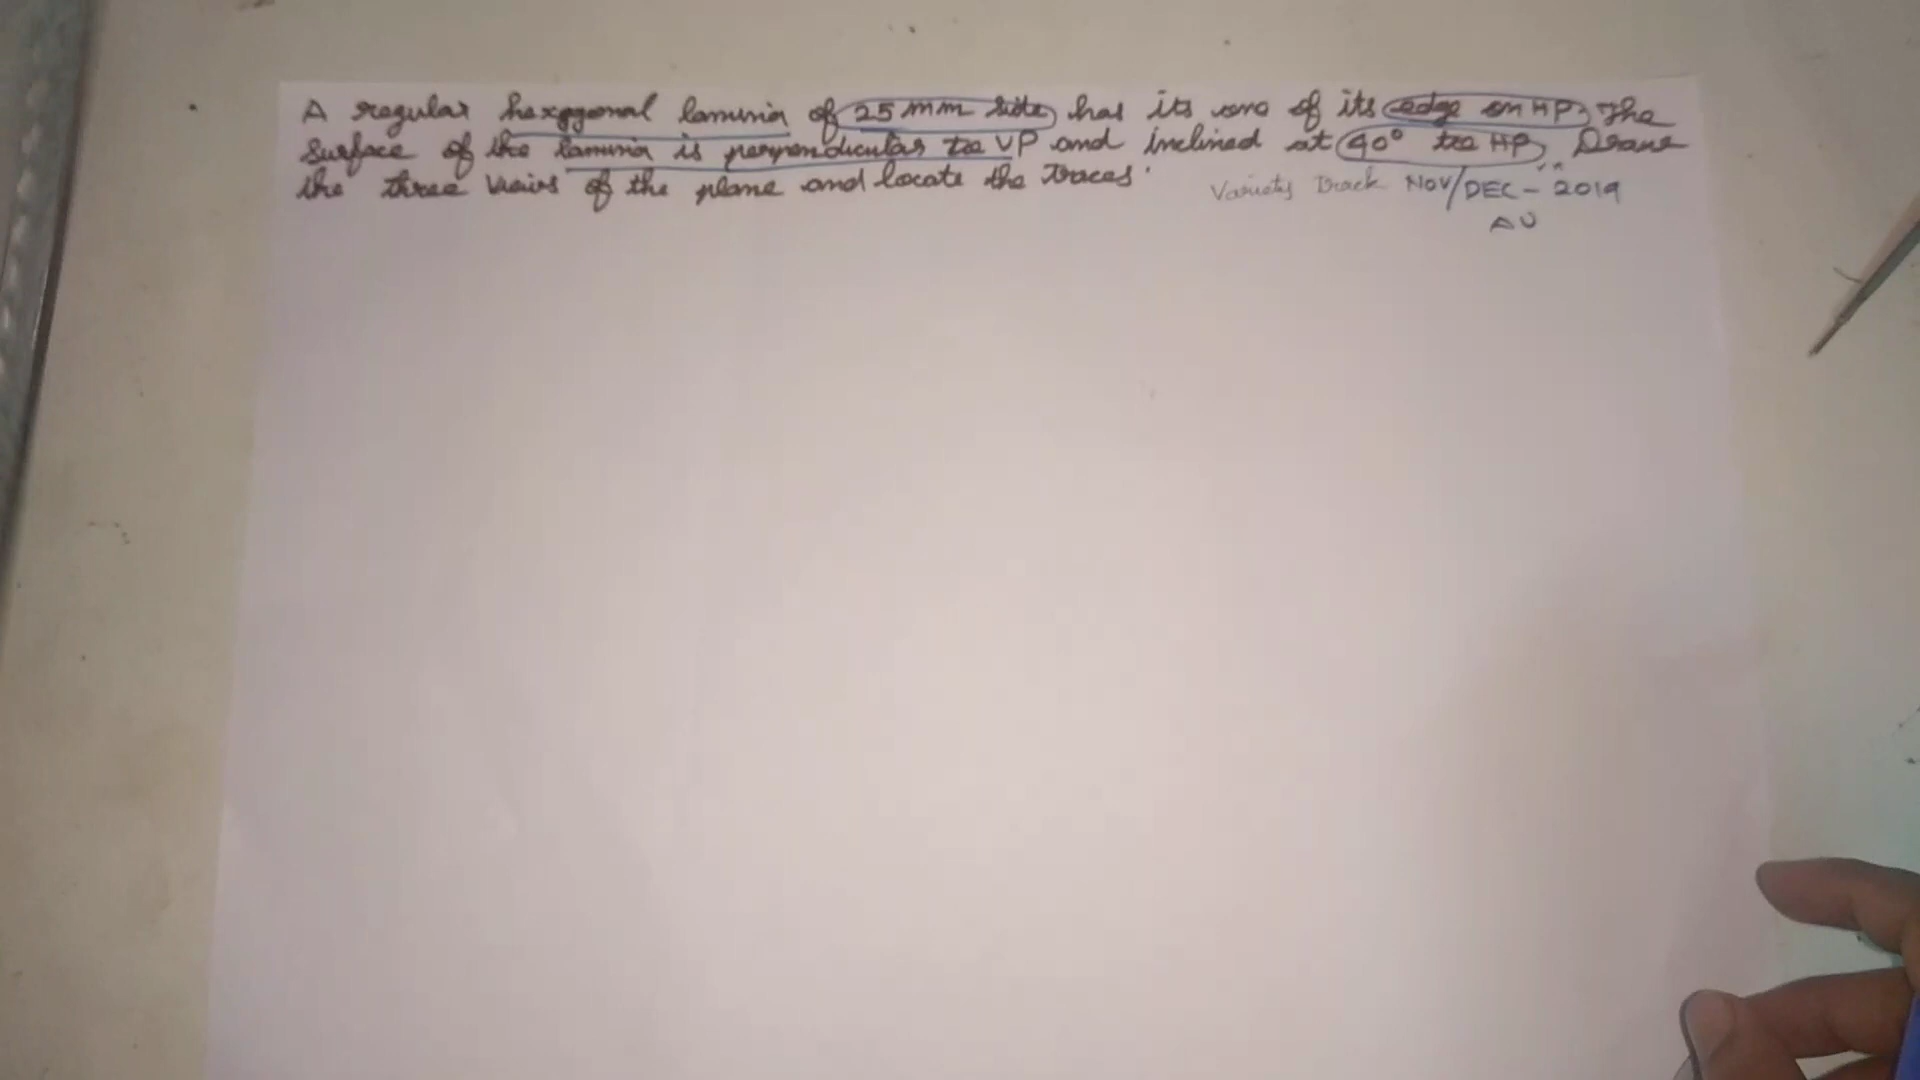 A regular hexagonal lamina of 25 mm side has its one of its edge on HP. The
Surface of the lamina is perpendicular to VP and inclined at 40° to HP. Draw
the three views of the plane and locate the traces.
Variety Track NOV/DEC - 2019
AU